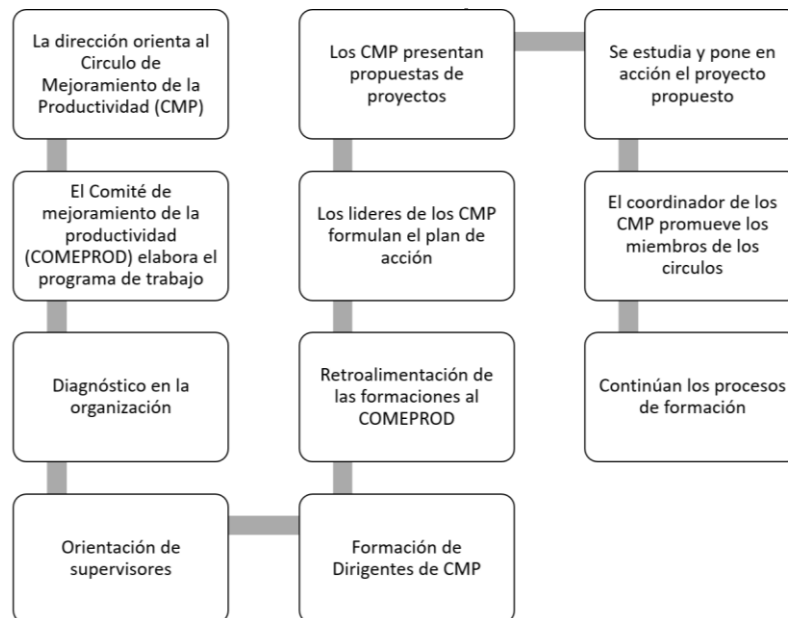 La dirección orienta al
Circulo de
Mejoramiento de la
Productividad (CMP)
El Comité de
mejoramiento de la
productividad
(COMEPROD) elabora el
programa de trabajo
Diagnóstico en la
organización
Orientación de
supervisores
Formación de
Dirigentes de CMP
Retroalimentación de
las formaciones al
COMEPROD
Los lideres de los CMP
formulan el plan de
acción
Los CMP presentan
propuestas de
proyectos
Se estudia y pone en
acción el proyecto
propuesto
El coordinador de los
CMP promueve los
miembros de los
circulos
Continúan los procesos
de formación